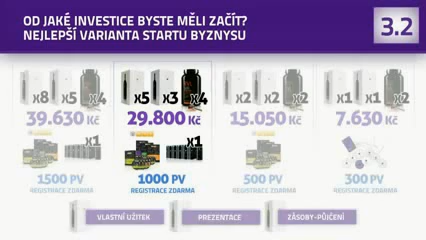 OD JAKÉ INVESTICE BYSTE MĚLI ZAČÍT?
NEJLEPŠÍ VARIANTA STARTU BYZNYSU
3.2
x8 x5 x4
39.630 Kč
1500 PV
REGISTRACE ZDARMA
x5 x3 x4
29.800 Kč
x1
1000 PV
REGISTRACE ZDARMA
x2 x2 x2
15.050 Kč
500 PV
REGISTRACE ZDARMA
x1 x1 x2
7.630 Kč
300 PV
REGISTRACE ZDARMA
VLASTNÍ UŽITEK
PREZENTACE
ZÁSOBY-PŮJČENÍ